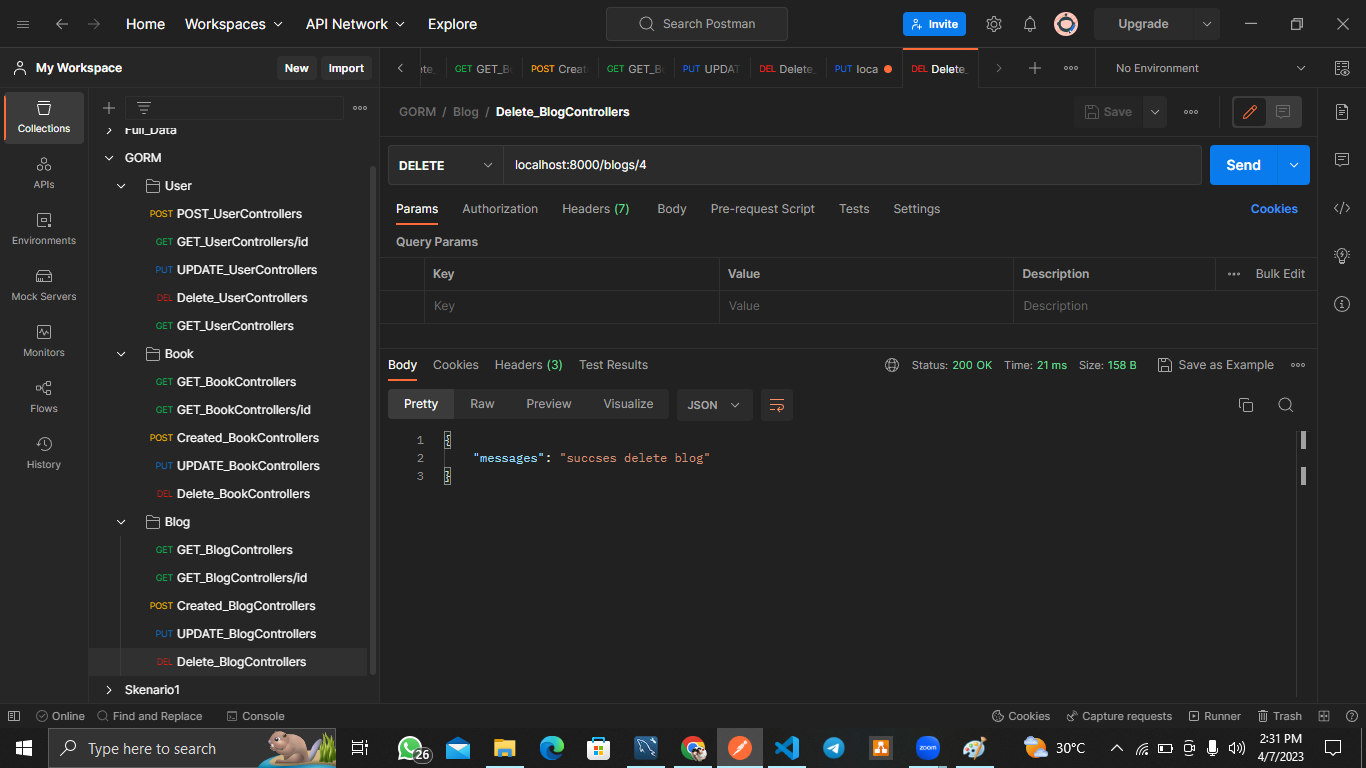 Home Workspaces API Network Explore Search Postman Invite Upgrade
My Workspace New Import
GET GET_B POST Creat GET GET_B PUT UPDAT DEL Delete_ PUT loca DEL Delete_ No Environment
Collections
APIs
Environments
Mock Servers
Monitors
Flows
History
Full_Data
GORM
User
POST POST_UserControllers
GET GET_UserControllers/id
PUT UPDATE_UserControllers
DEL Delete_UserControllers
GET GET_UserControllers
Book
GET GET_BookControllers
GET GET_BookControllers/id
POST Created_BookControllers
PUT UPDATE_BookControllers
DEL Delete_BookControllers
Blog
GET GET_BlogControllers
GET GET_BlogControllers/id
POST Created_BlogControllers
PUT UPDATE_BlogControllers
DEL Delete_BlogControllers
Skenario1
GORM / Blog / Delete_BlogControllers Save
DELETE localhost:8000/blogs/4 Send
Params Authorization Headers (7) Body Pre-request Script Tests Settings Cookies
Query Params
Key Value Description Bulk Edit
Key Value Description
Body Cookies Headers (3) Test Results Status: 200 OK Time: 21 ms Size: 158 B Save as Example
Pretty Raw Preview Visualize JSON
1 {
2 "messages": "succses delete blog"
3 }
Online Find and Replace Console Cookies Capture requests Runner Trash
Type here to search 26 zoom 30°C 2:31 PM
4/7/2023